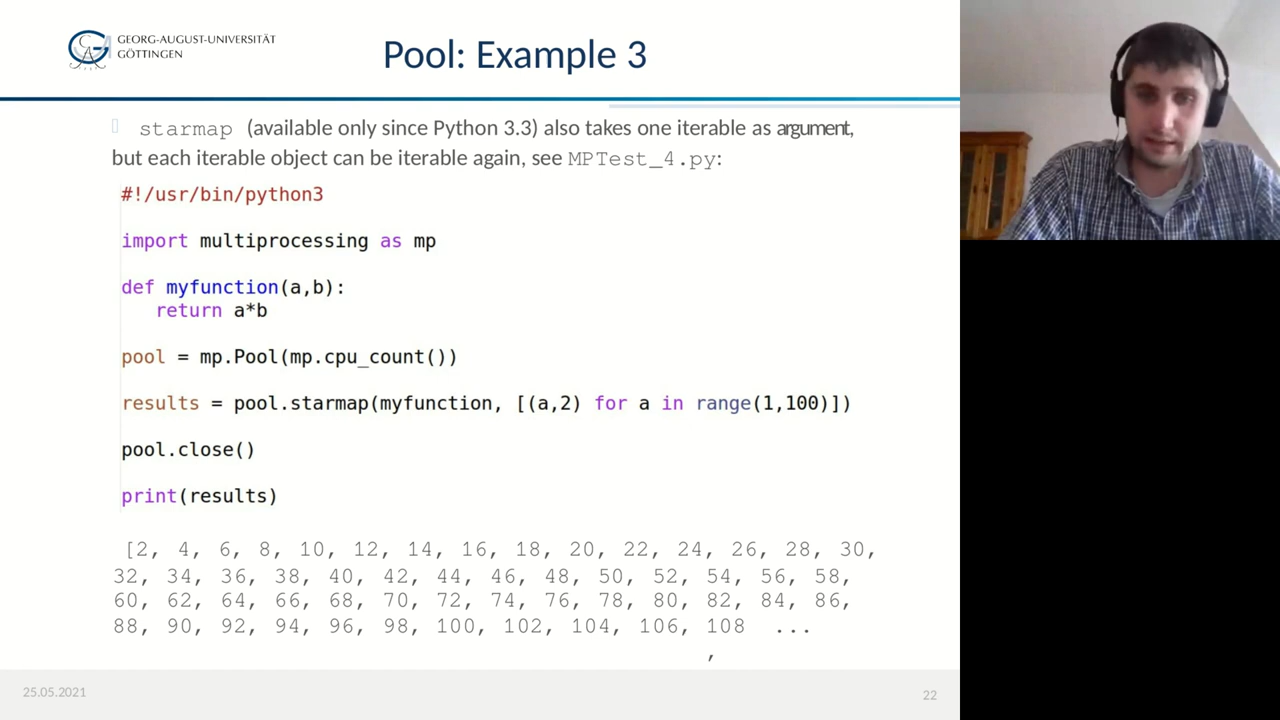 GEORG-AUGUST-UNIVERSITÄT
GÖTTINGEN
Pool: Example 3
starmap (available only since Python 3.3) also takes one iterable as argument,
but each iterable object can be iterable again, see MPTest_4.py:
#!/usr/bin/python3
import multiprocessing as mp
def myfunction(a,b):
return a*b
pool = mp.Pool(mp.cpu_count())
results = pool.starmap(myfunction, [(a,2) for a in range(1,100)])
pool.close()
print(results)
[2, 4, 6, 8, 10, 12, 14, 16, 18, 20, 22, 24, 26, 28, 30,
32, 34, 36, 38, 40, 42, 44, 46, 48, 50, 52, 54, 56, 58,
60, 62, 64, 66, 68, 70, 72, 74, 76, 78, 80, 82, 84, 86,
88, 90, 92, 94, 96, 98, 100, 102, 104, 106, 108 ...
,
25.05.2021
22